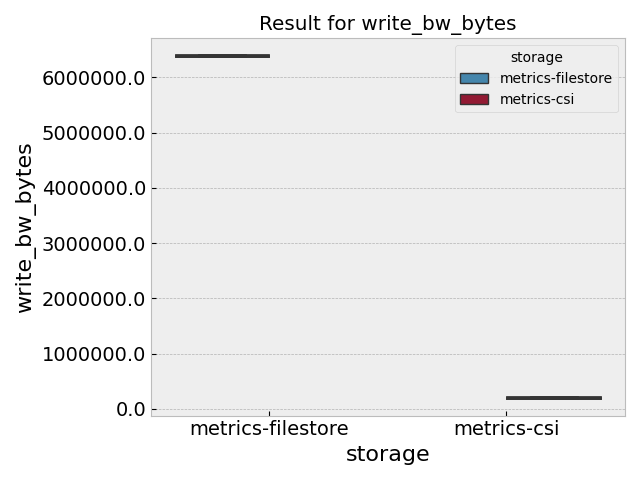 Result for write_bw_bytes
storage
metrics-filestore
metrics-csi
write_bw_bytes
6000000.0
5000000.0
4000000.0
3000000.0
2000000.0
1000000.0
0.0
metrics-filestore
metrics-csi
storage